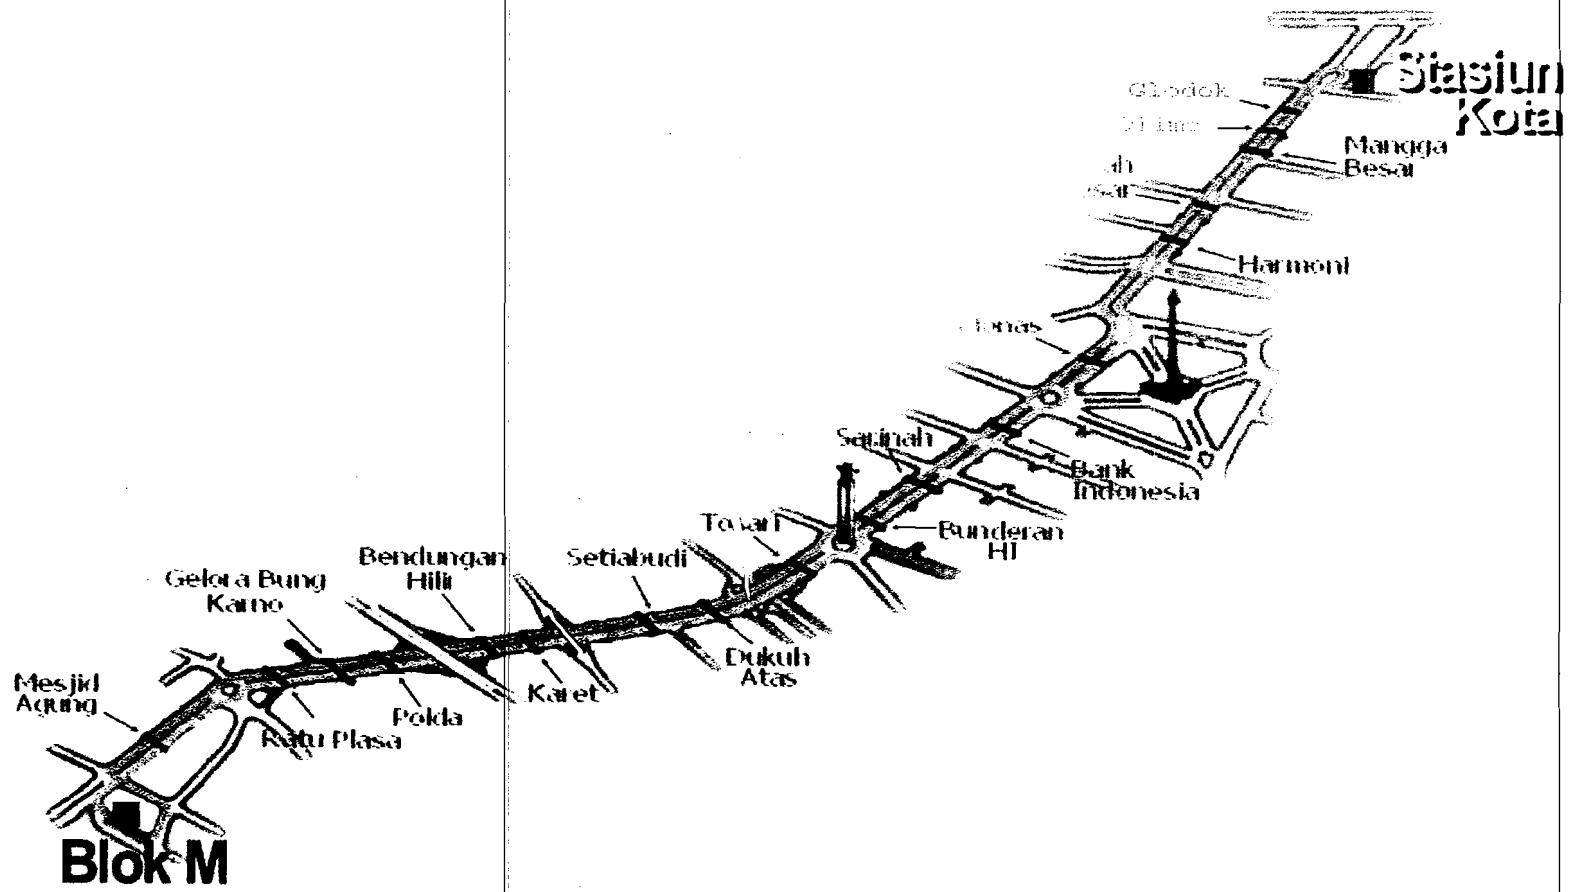 Stasiun
Kota
Glodok
Mangga
Besar
Harmoni
Sarinah
Bank
Indonesia
Bunderan
HI
Tosari
Setiabudi
Bendungan
Hilir
Gelora Bung
Karno
Dukuh
Atas
Karet
Polda
Ratu Plasa
Mesjid
Agung
Blok M